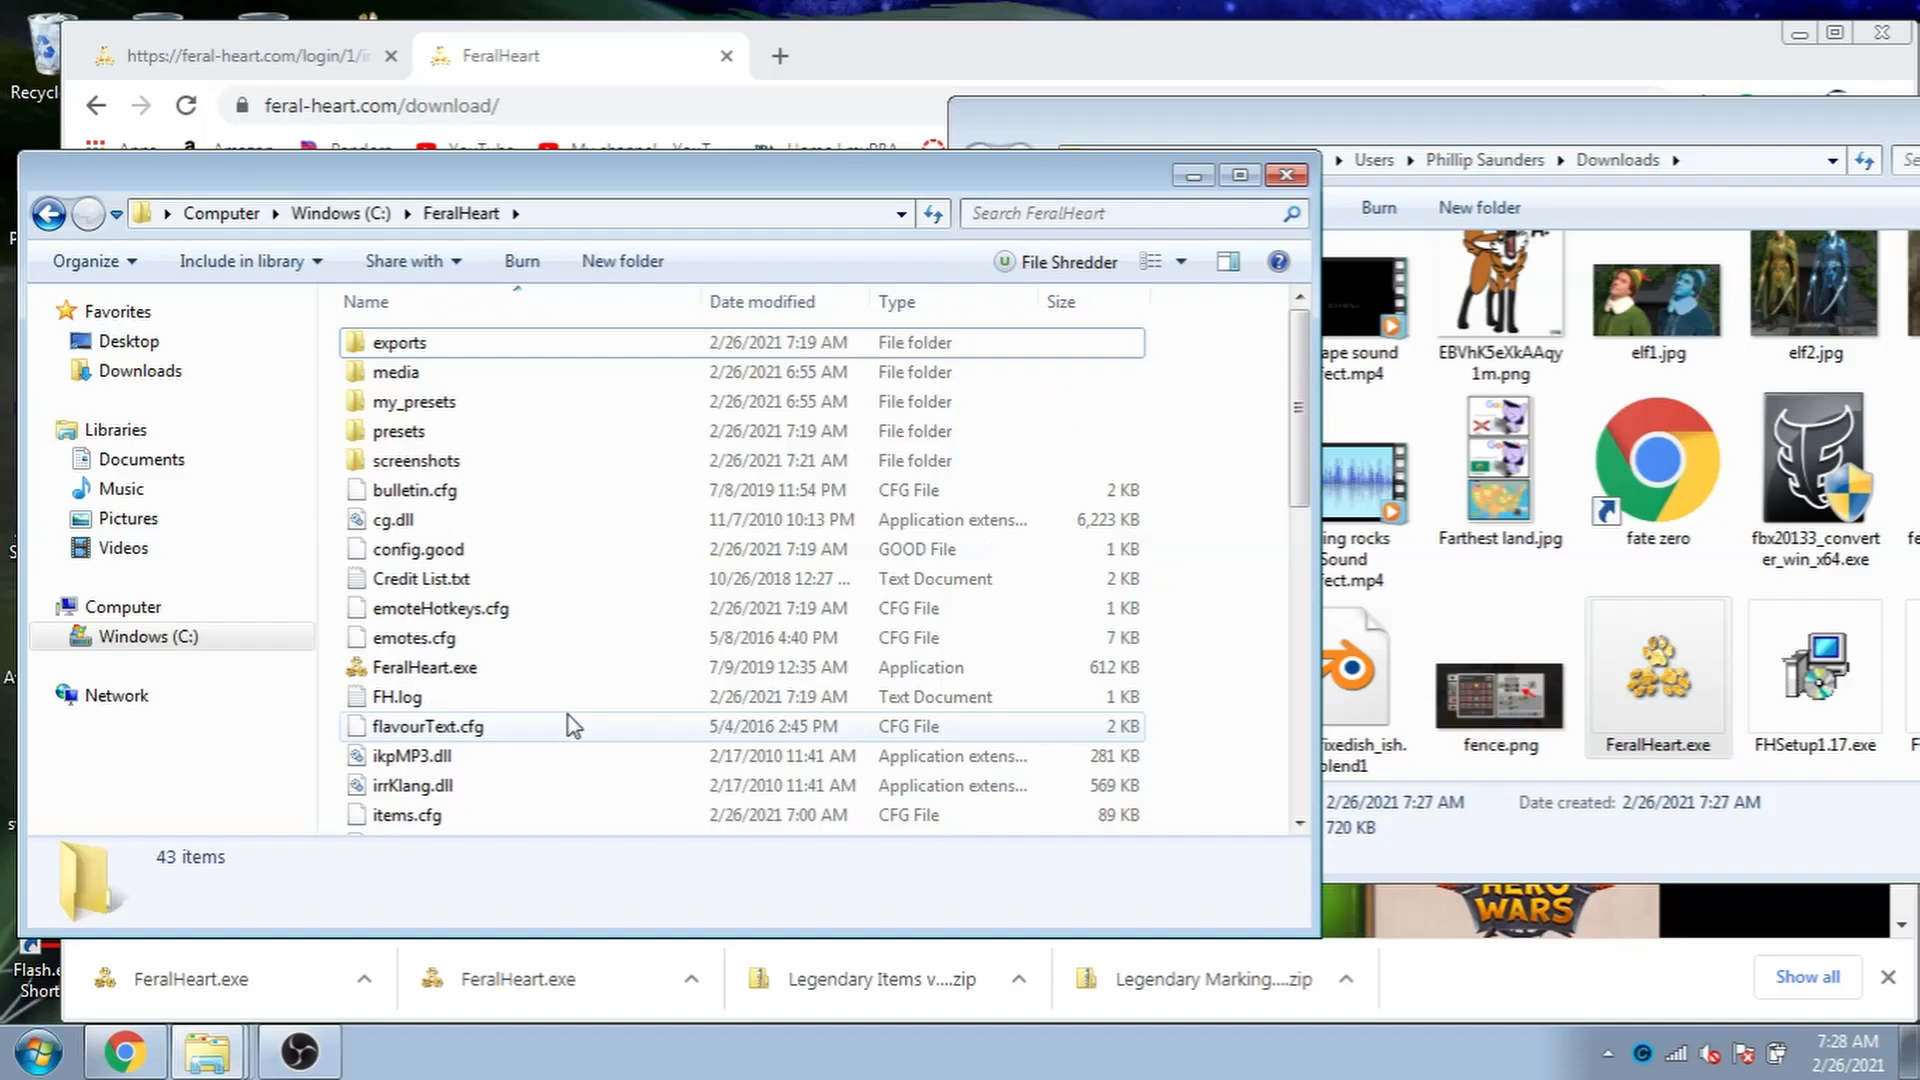 Recycl
https://feral-heart.com/login/1/i
FeralHeart
feral-heart.com/download/
Users
Phillip Saunders
Downloads
Burn
New folder
Computer
Windows (C:)
FeralHeart
Search FeralHeart
Organize
Include in library
Share with
Burn
New folder
File Shredder
Name
Date modified
Type
Size
Favorites
Desktop
Downloads
Libraries
Documents
Music
Pictures
Videos
Computer
Windows (C:)
Network
exports 2/26/2021 7:19 AM File folder
media 2/26/2021 6:55 AM File folder
my_presets 2/26/2021 6:55 AM File folder
presets 2/26/2021 7:19 AM File folder
screenshots 2/26/2021 7:21 AM File folder
bulletin.cfg 7/8/2019 11:54 PM CFG File 2 KB
cg.dll 11/7/2010 10:13 PM Application extens... 6,223 KB
config.good 2/26/2021 7:19 AM GOOD File 1 KB
Credit List.txt 10/26/2018 12:27 ... Text Document 2 KB
emoteHotkeys.cfg 2/26/2021 7:19 AM CFG File 1 KB
emotes.cfg 5/8/2016 4:40 PM CFG File 7 KB
FeralHeart.exe 7/9/2019 12:35 AM Application 612 KB
FH.log 2/26/2021 7:19 AM Text Document 1 KB
flavourText.cfg 5/4/2016 2:45 PM CFG File 2 KB
ikpMP3.dll 2/17/2010 11:41 AM Application extens... 281 KB
irrKlang.dll 2/17/2010 11:41 AM Application extens... 569 KB
items.cfg 2/26/2021 7:00 AM CFG File 89 KB
43 items
ape sound
ect.mp4
EBVhK5eXkAAqy
1m.png
elf1.jpg
elf2.jpg
ing rocks
Sound
ect.mp4
Farthest land.jpg
fate zero
fbx20133_convert
er_win_x64.exe
fixedish_ish.
blend1
fence.png
FeralHeart.exe
FHSetup1.17.exe
2/26/2021 7:27 AM
Date created: 2/26/2021 7:27 AM
720 KB
HERO
WARS
Flash.e
Short
FeralHeart.exe
FeralHeart.exe
Legendary Items v....zip
Legendary Marking....zip
Show all
7:28 AM
2/26/2021